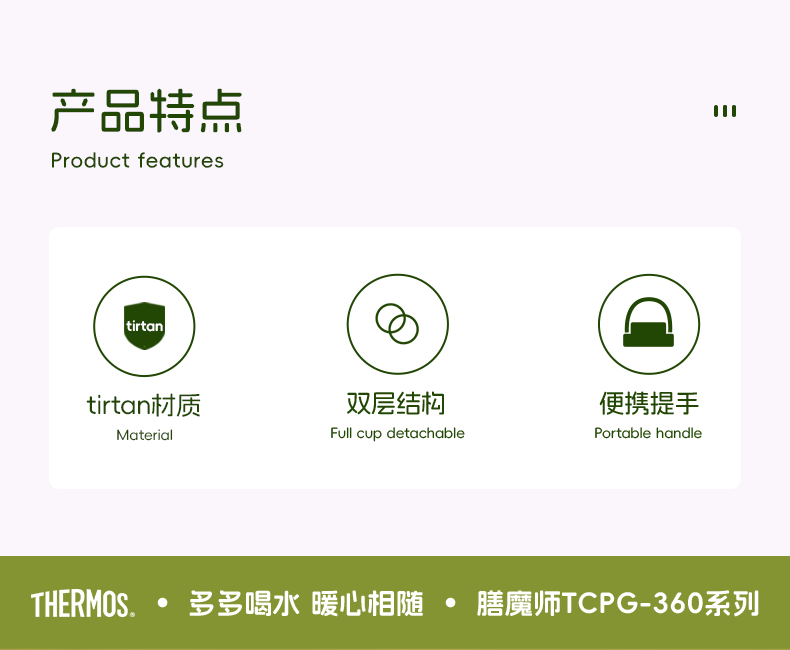 产品特点
Product features
tirtan
tirtan材质
Material
双层结构
Full cup detachable
便携提手
Portable handle
THERMOS® • 多多喝水 暖心相随 • 膳魔师TCPG-360系列